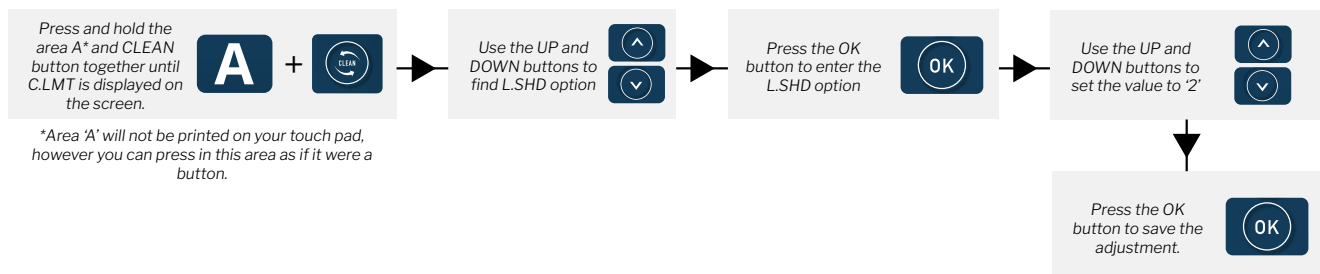 Press and hold the
area A* and CLEAN
button together until
C.LMT is displayed on
the screen.
A
+
CLEAN
*Area ‘A’ will not be printed on your touch pad,
however you can press in this area as if it were a
button.
Use the UP and
DOWN buttons to
find L.SHD option
Press the OK
button to enter the
L.SHD option
OK
Use the UP and
DOWN buttons to
set the value to ‘2’
Press the OK
button to save the
adjustment.
OK